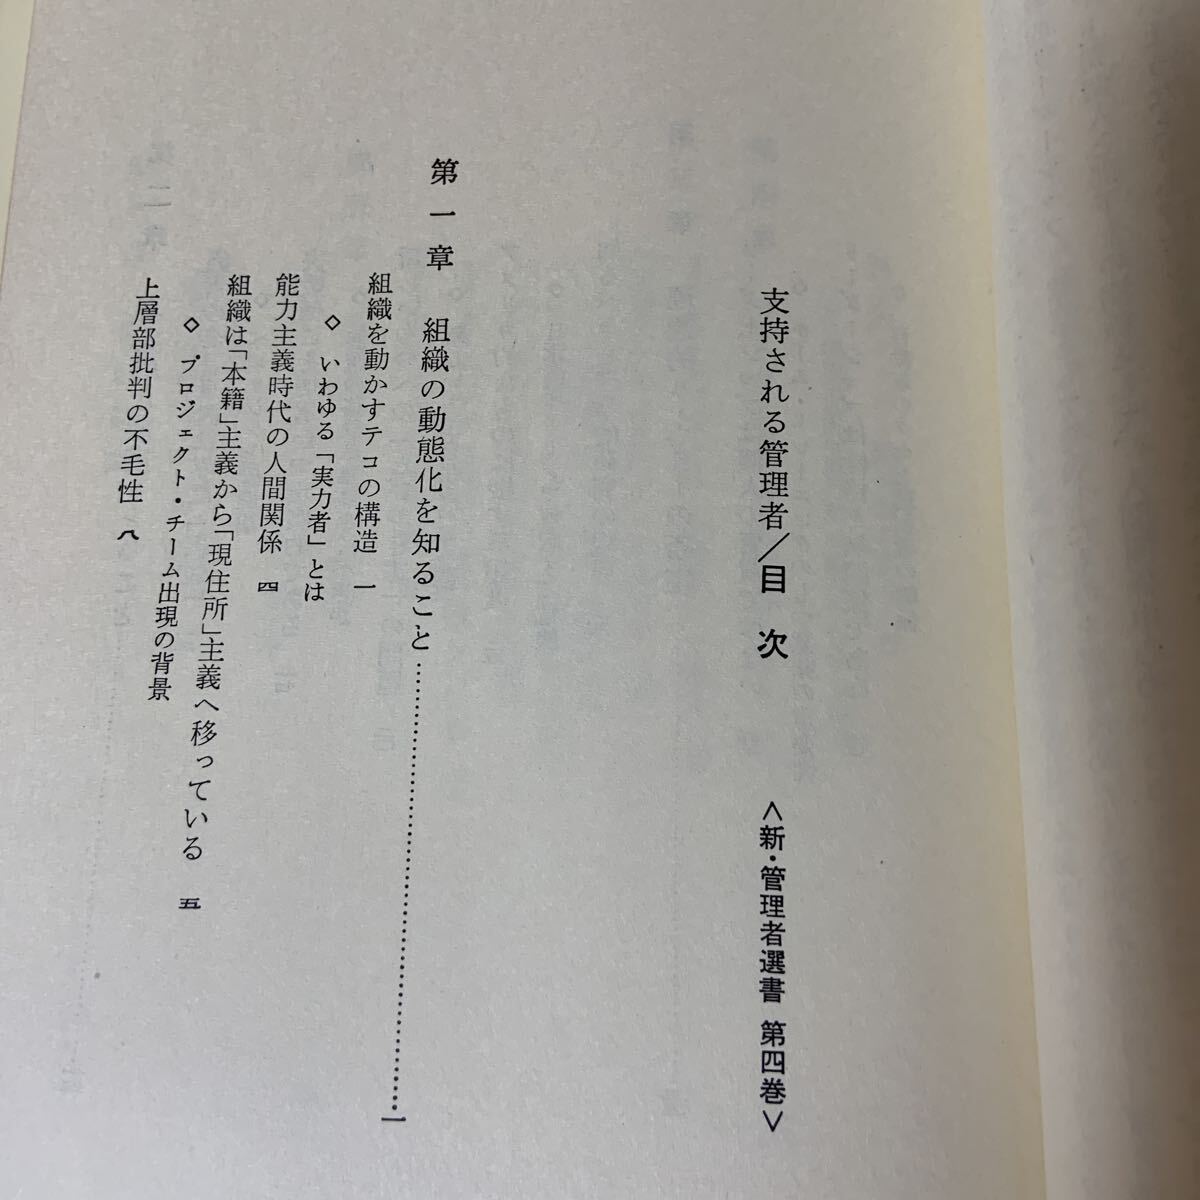 支持される管理者/目次 <新・管理者選書 第四巻>
第一章 組織の動態化を知ること……………………………一
組織を動かすテコの構造 一
◇ いわゆる「実力者」とは
能力主義時代の人間関係 四
組織は「本籍」主義から「現住所」主義へ移っている 五
◇ プロジェクト・チーム出現の背景
上層部批判の不毛性 八